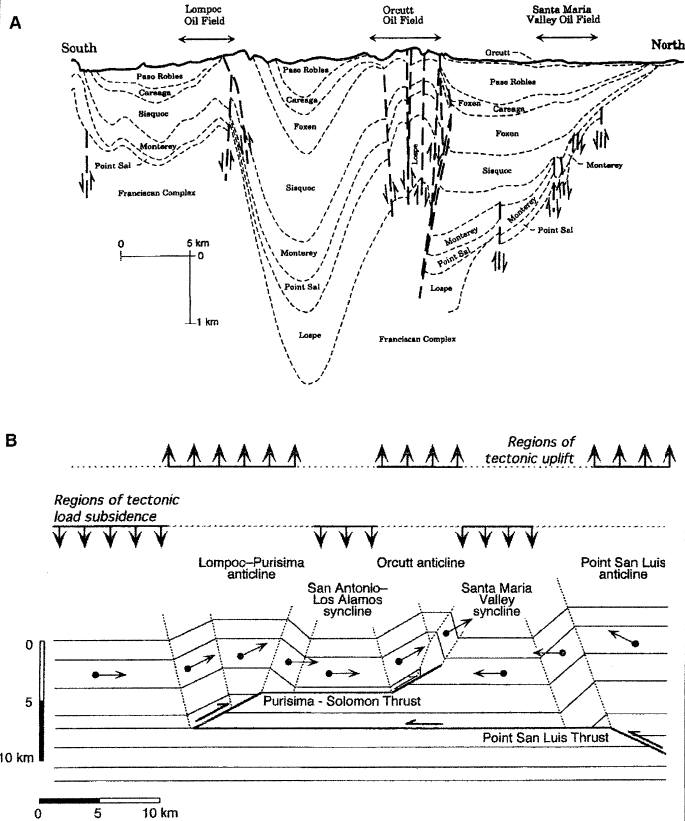 A
Lompoc
Oil Field
Orcutt
Oil Field
Santa Maria
Valley Oil Field
South
North
Orcutt
Paso Robles
Careaga
Sisquoc
Monterey
Point Sal
Franciscan Complex
Paso Robles
Careaga
Foxen
Sisquoc
Monterey
Point Sal
Lospe
Lospe
Foxen
Paso Robles
Careaga
Foxen
Sisquoc
Monterey
Monterey
Monterey
Point Sal
Point Sal
Lospe
Franciscan Complex
0 5 km
0
1 km
B
Regions of
tectonic uplift
Regions of tectonic
load subsidence
Lompoc–Purisima
anticline
San Antonio–
Los Alamos
syncline
Orcutt anticline
Santa Maria
Valley
syncline
Point San Luis
anticline
0
5
10 km
Purisima - Solomon Thrust
Point San Luis Thrust
0 5 10 km